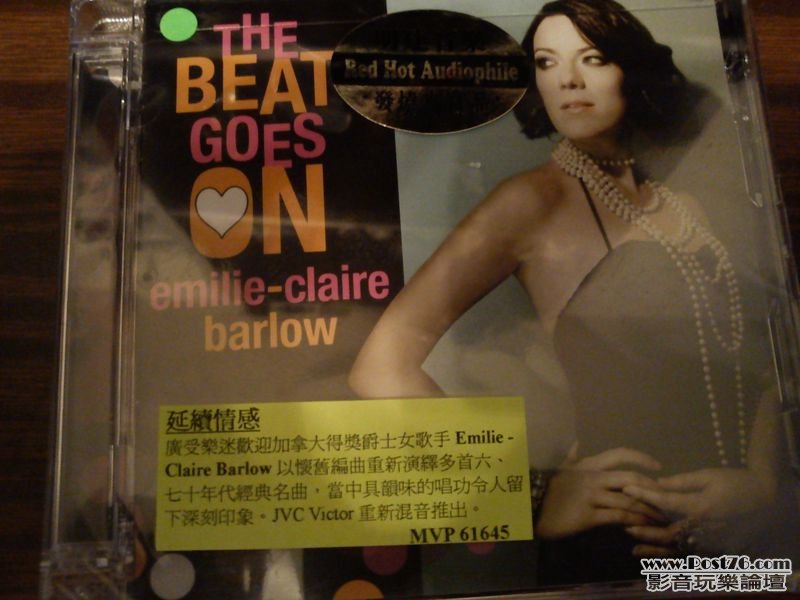 THE
BEAT
GOES
ON
emilie-claire
barlow
Red Hot Audiophile
延續情感
廣受樂迷歡迎加拿大得獎爵士女歌手 Emilie -
Claire Barlow 以懷舊編曲重新演繹多首六、
七十年代經典名曲,當中具韻味的唱功令人留
下深刻印象。JVC Victor 重新混音推出。
MVP 61645
www.Post76.com
影音玩樂論壇